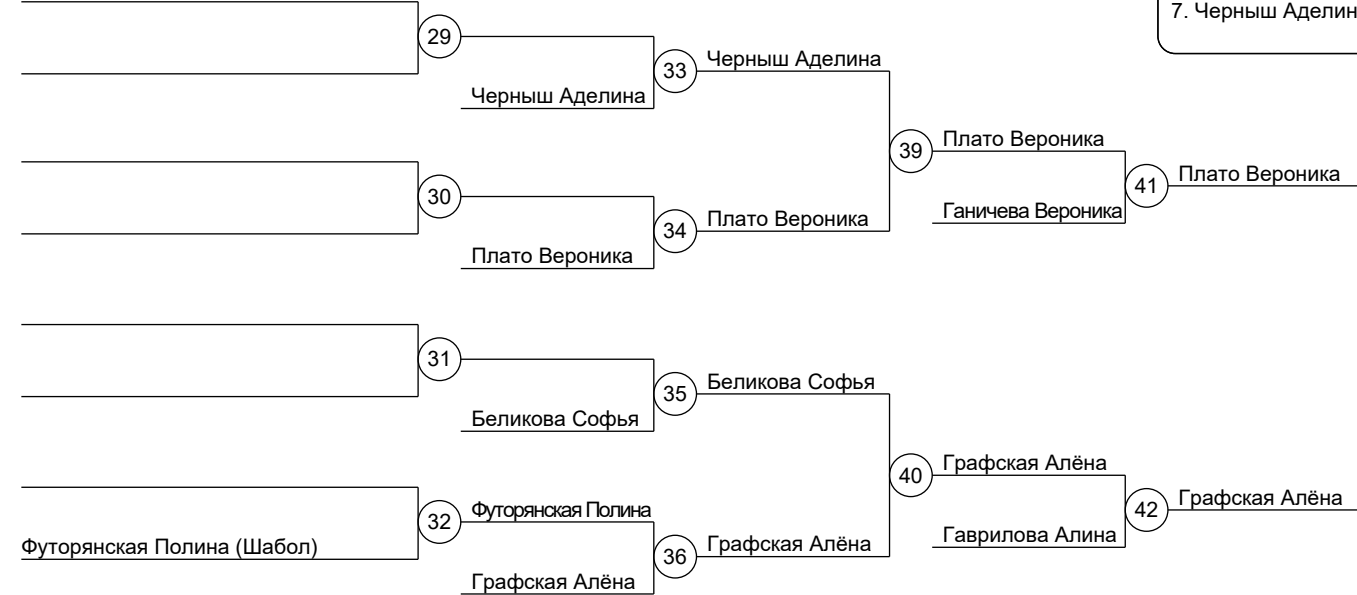 7. Черныш Аделин
29
33
Черныш Аделина
Черныш Аделина
39
Плато Вероника
30
34
Плато Вероника
Плато Вероника
41
Плато Вероника
Ганичева Вероника
31
35
Беликова Софья
Беликова Софья
40
Графская Алёна
32
Футорянская Полина
Футорянская Полина (Шабол)
36
Графская Алёна
Графская Алёна
42
Графская Алёна
Гаврилова Алина